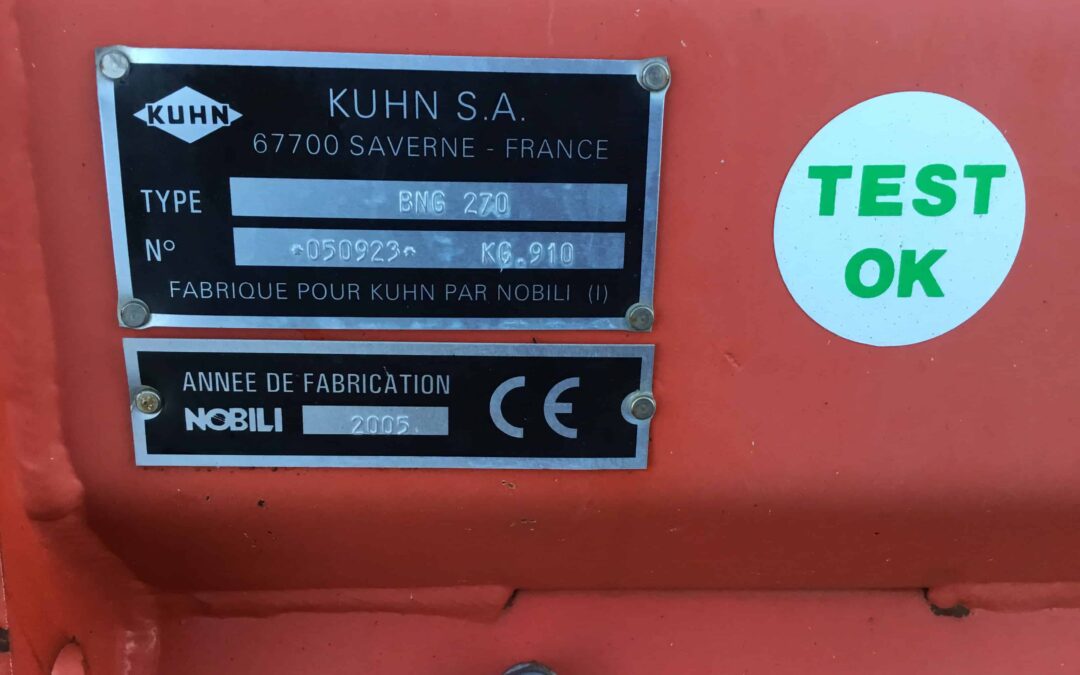 KUHN
KUHN S.A.
67700 SAVERNE - FRANCE
TYPE BNG 270
N° *050923* KG.910
FABRIQUE POUR KUHN PAR NOBILI (I)
ANNEE DE FABRICATION
NOBILI 2005.
CE
TEST
OK